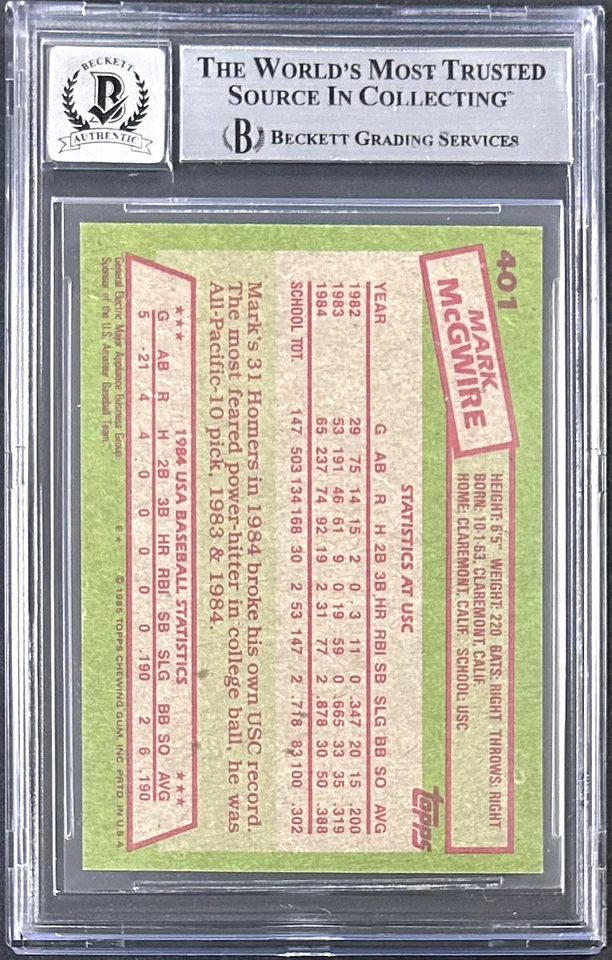 BECKETT
B
AUTHENTIC
THE WORLD'S MOST TRUSTED
SOURCE IN COLLECTING™
B BECKETT GRADING SERVICES
401
MARK
McGWIRE
HEIGHT: 6'5" WEIGHT: 220 BATS: RIGHT THROWS: RIGHT
BORN: 10-1-63, CLAREMONT, CALIF.
HOME: CLAREMONT, CALIF. SCHOOL: USC
topps
STATISTICS AT USC
YEAR G AB R H 2B 3B HR RBI SB SLG BB SO AVG
1982 29 75 14 15 2 0 3 11 0 .347 20 15 .200
1983 53 191 46 61 9 0 19 59 0 .665 33 35 .319
1984 65 237 74 92 19 2 31 77 2 .878 30 50 .388
SCHOOL TOT. 147 503 134 168 30 2 53 147 2 .778 83 100 .302
Mark's 31 Homers in 1984 broke his own USC record.
The most feared power-hitter in college ball, he was
All-Pacific-10 pick, 1983 & 1984.
★★★ 1984 USA BASEBALL STATISTICS ★★★
G AB R H 2B 3B HR RBI SB SLG BB SO AVG
5 21 4 4 0 0 0 0 0 .190 2 6 .190
General Electric Major Appliance Business Group
Sponsor of the U.S. Amateur Baseball Team."
E★ © 1985 TOPPS CHEWING GUM, INC. PRTD. IN U.S.A.